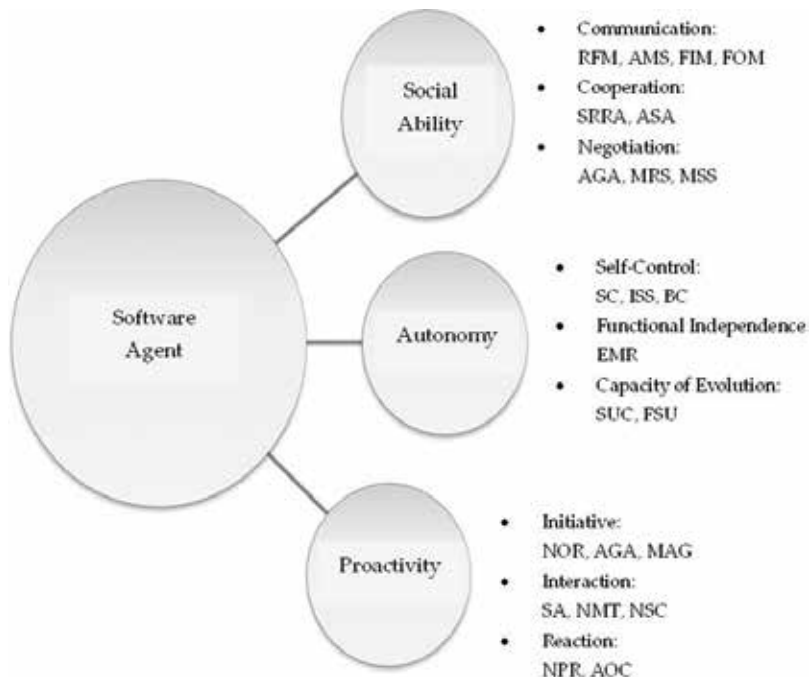 Software
Agent
Social
Ability
• Communication:
RFM, AMS, FIM, FOM
• Cooperation:
SRRA, ASA
• Negotiation:
AGA, MRS, MSS
Autonomy
• Self-Control:
SC, ISS, BC
• Functional Independence
EMR
• Capacity of Evolution:
SUC, FSU
Proactivity
• Initiative:
NOR, AGA, MAG
• Interaction:
SA, NMT, NSC
• Reaction:
NPR, AOC